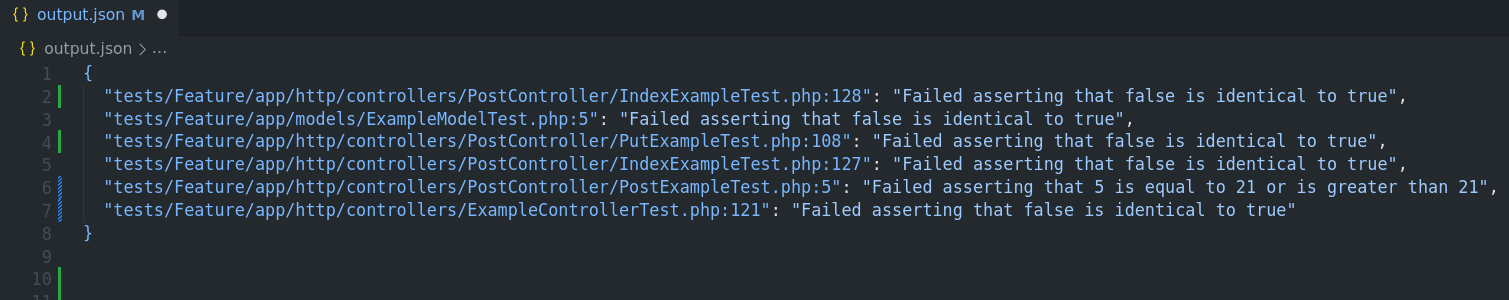 {} output.json M ●
{} output.json > ...
1 {
2 "tests/Feature/app/http/controllers/PostController/IndexExampleTest.php:128": "Failed asserting that false is identical to true",
3 "tests/Feature/app/models/ExampleModelTest.php:5": "Failed asserting that false is identical to true",
4 "tests/Feature/app/http/controllers/PostController/PutExampleTest.php:108": "Failed asserting that false is identical to true",
5 "tests/Feature/app/http/controllers/PostController/IndexExampleTest.php:127": "Failed asserting that false is identical to true",
6 "tests/Feature/app/http/controllers/PostController/PostExampleTest.php:5": "Failed asserting that 5 is equal to 21 or is greater than 21",
7 "tests/Feature/app/http/controllers/ExampleControllerTest.php:121": "Failed asserting that false is identical to true"
8 }
9
10
11